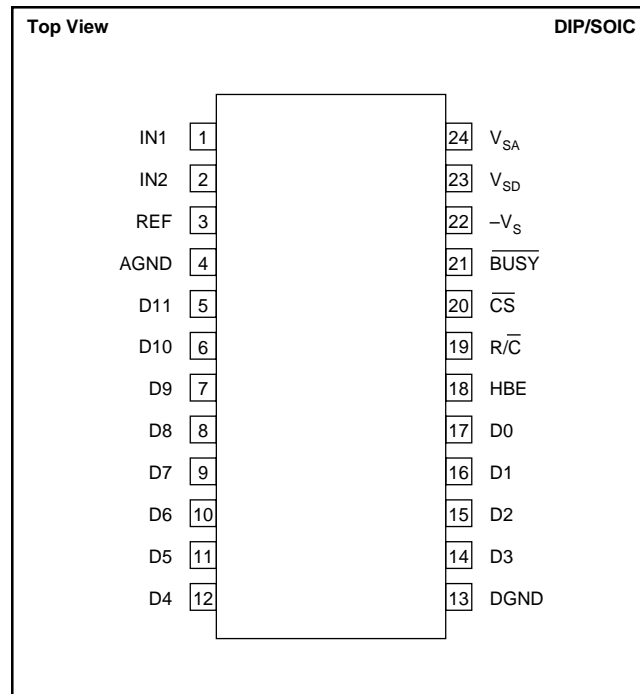 Top View DIP/SOIC
IN1 1 24 V_SA
IN2 2 23 V_SD
REF 3 22 –V_S
AGND 4 21 B̅U̅S̅Y̅
D11 5 20 C̅S̅
D10 6 19 R/C̅
D9 7 18 HBE
D8 8 17 D0
D7 9 16 D1
D6 10 15 D2
D5 11 14 D3
D4 12 13 DGND